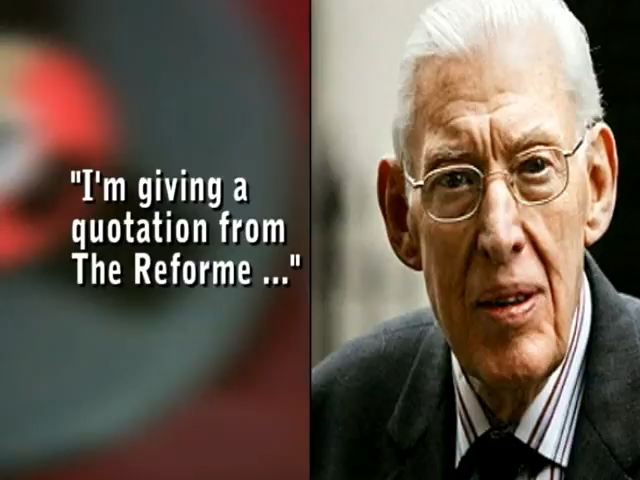 "I'm giving a
quotation from
The Reforme ..."